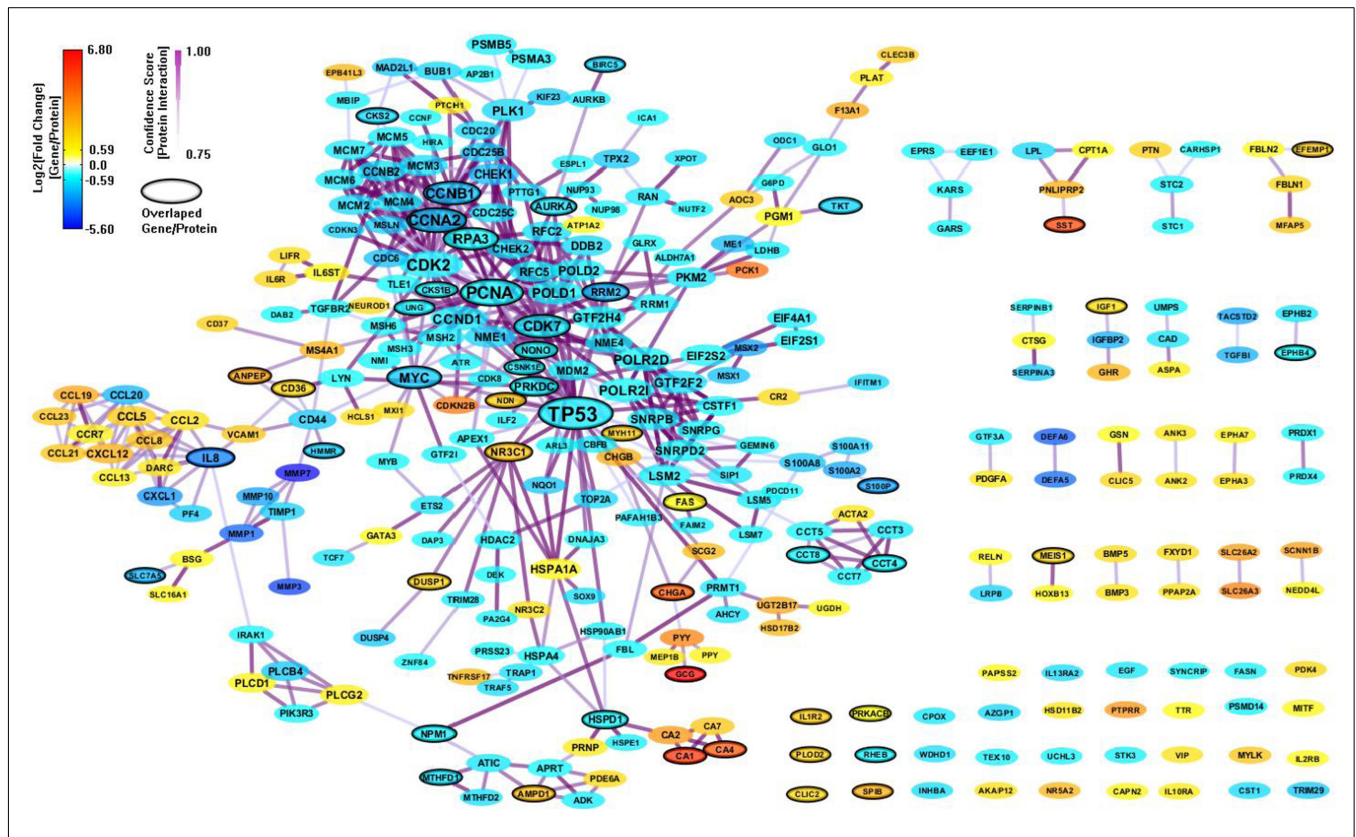 6.80
0.59
0.0
-0.59
-5.60
Log2[Fold Change]
[Gene/Protein]
1.00
0.75
Confidence Score
[Protein Interaction]
Overlaped
Gene/Protein
PSMB5
PSMA3
EPB41L3
MAD2L1
BUB1
AP2B1
BIRC5
CLEC3B
PLAT
MBIP
PTCH1
PLK1
KIF23
AURKB
F13A1
CKS2
CCNF
CDC20
ICA1
MCM5
HIRA
ODC1
GLO1
MCM7
MCM3
CDC25B
ESPL1
TPX2
XPOT
CCNB2
CHEK1
MCM6
CCNB1
PTTG1
NUP93
RAN
G6PD
MCM2
MCM4
AURKA
NUP98
NUTF2
AOC3
PGM1
TKT
CDKN3
MSLN
CCNA2
CDC25C
ATP1A2
RFC2
RPA3
CHEK2
DDB2
GLRX
ME1
LDHB
LIFR
CDC6
ALDH7A1
IL6R
IL6ST
CDK2
RFC5
POLD2
PKM2
PCK1
TLE1
CKS1B
PCNA
POLD1
RRM2
RRM1
DAB2
TGFBR2
NEUROD1
UNG
CCND1
GTF2H4
CD37
MSH6
MSH2
NME1
CDK7
EIF4A1
MS4A1
MSH3
NONO
NME4
EIF2S1
ANPEP
NMI
ATR
CSNK1E
POLR2D
EIF2S2
MSX2
CD36
LYN
MYC
CDK8
MDM2
PRKDC
POLR2I
GTF2F2
MSX1
CCL19
CCL20
HCLS1
MXI1
CDKN2B
NDN
TP53
CSTF1
CR2
IFITM1
CCL23
CCL5
CCL2
CD44
ILF2
SNRPB
SNRPG
CCR7
CCL8
VCAM1
APEX1
ARL3
CBFB
MYH11
GEMIN6
S100A11
CCL21
CXCL12
IL8
HMMR
GTF2I
NR3C1
CHGB
SNRPD2
S100A8
DARC
CCL13
MMP7
MYB
NQO1
LSM2
SIP1
S100A2
CXCL1
MMP10
TOP2A
PDCD11
S100P
PF4
TIMP1
ETS2
PAFAH1B3
FAS
LSM5
MMP1
GATA3
DAP3
HDAC2
DNAJA3
FAIM2
LSM7
CCT5
ACTA2
CCT3
BSG
TCF7
SCG2
CCT8
CCT4
SLC7A5
DEK
HSPA1A
CCT7
SLC16A1
MMP3
DUSP1
TRIM28
SOX9
CHGA
PRMT1
NR3C2
PA2G4
AHCY
UGT2B17
UGDH
IRAK1
DUSP4
HSP90AB1
HSD17B2
PRSS23
HSPA4
FBL
PYY
PLCB4
ZNF84
MEP1B
PPY
PLCD1
PLCG2
TNFRSF17
TRAP1
GCG
PIK3R3
TRAF5
NPM1
HSPD1
CA2
CA7
HSPE1
PRNP
CA1
CA4
ATIC
APRT
MTHFD1
PDE6A
MTHFD2
AMPD1
ADK
EPRS
EEF1E1
LPL
CPT1A
PTN
CARHSP1
FBLN2
EFEMP1
KARS
PNLIPRP2
STC2
FBLN1
GARS
SST
STC1
MFAP5
SERPINB1
IGF1
UMPS
TACSTD2
EPHB2
CTSG
IGFBP2
CAD
SERPINA3
GHR
ASPA
TGFBI
EPHB4
GTF3A
DEFA6
GSN
ANK3
EPHA7
PRDX1
PDGFA
DEFA5
CLIC5
ANK2
EPHA3
PRDX4
RELN
MEIS1
BMP5
FXYD1
SLC26A2
SCNN1B
LRP8
HOXB13
BMP3
PPAP2A
SLC26A3
NEDD4L
PAPSS2
IL13RA2
EGF
SYNCRIP
FASN
PDK4
IL1R2
PRKACB
CPOX
AZGP1
HSD11B2
PTPRR
TTR
PSMD14
MITF
PLOD2
RHEB
WDHD1
TEX10
UCHL3
STK3
VIP
MYLK
IL2RB
CLIC2
SPIB
INHBA
AKAP12
NR5A2
CAPN2
IL10RA
CST1
TRIM29